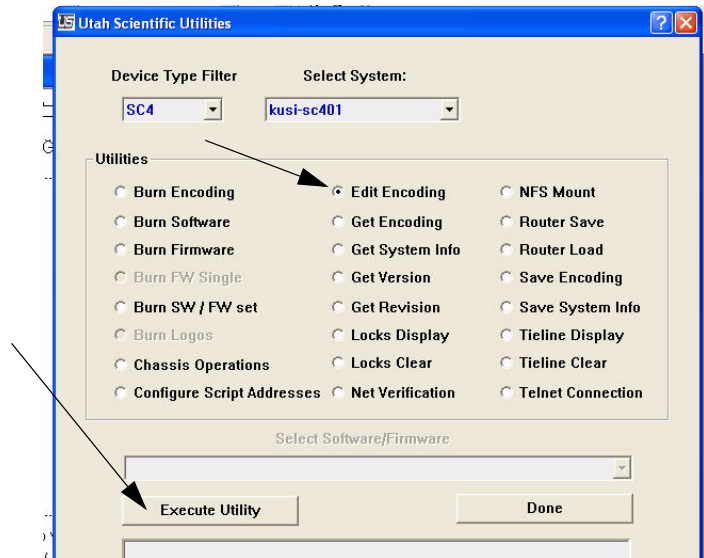 US Utah Scientific Utilities
Device Type Filter
Select System:
SC4
kusi-sc401
Utilities
Burn Encoding
Edit Encoding
NFS Mount
Burn Software
Get Encoding
Router Save
Burn Firmware
Get System Info
Router Load
Burn FW Single
Get Version
Save Encoding
Burn SW / FW set
Get Revision
Save System Info
Burn Logos
Locks Display
Tieline Display
Chassis Operations
Locks Clear
Tieline Clear
Configure Script Addresses
Net Verification
Telnet Connection
Select Software/Firmware
Execute Utility
Done